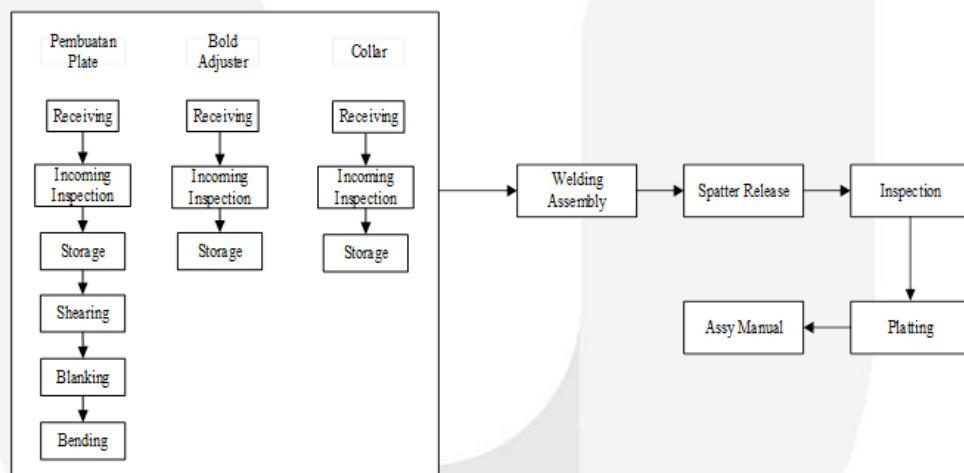 Pembuatan
Plate
Receiving
Incoming
Inspection
Storage
Shearing
Blanking
Bending
Bold
Adjuster
Receiving
Incoming
Inspection
Storage
Collar
Receiving
Incoming
Inspection
Storage
Welding
Assembly
Spatter Release
Inspection
Platting
Assy Manual